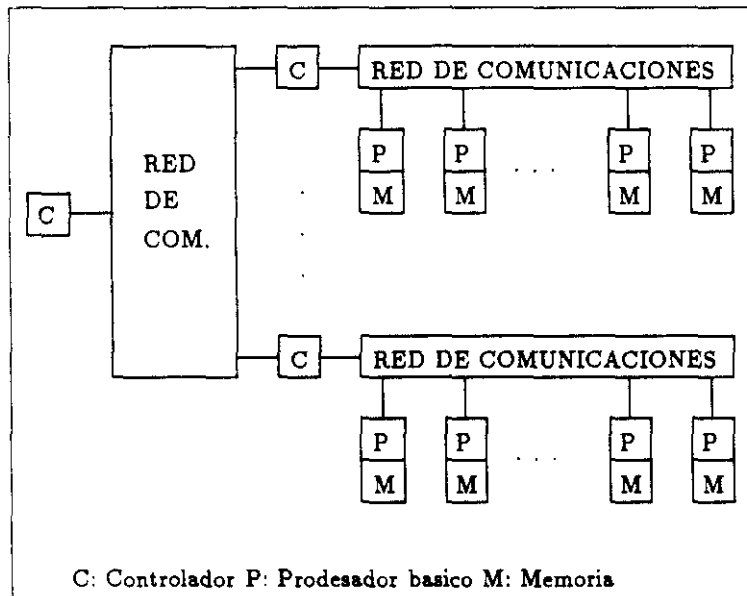 C
RED DE COMUNICACIONES
P P . . . P P
M M M M
RED
DE
COM.
C
C
RED DE COMUNICACIONES
P P . . . P P
M M M M
C: Controlador P: Prodesador basico M: Memoria